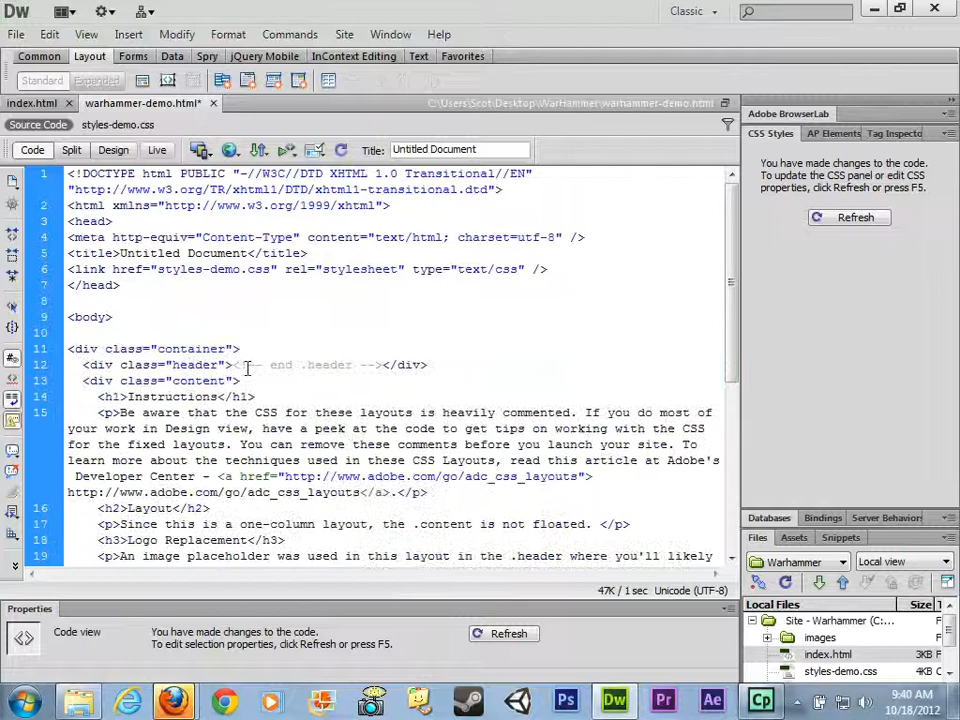 Dw
Classic
File Edit View Insert Modify Format Commands Site Window Help
Common Layout Forms Data Spry jQuery Mobile InContext Editing Text Favorites
Standard Expanded
index.html warhammer-demo.html* C:\Users\Scot\Desktop\WarHammer\warhammer-demo.html
Source Code styles-demo.css
Code Split Design Live Title: Untitled Document
1 <!DOCTYPE html PUBLIC "-//W3C//DTD XHTML 1.0 Transitional//EN"
"http://www.w3.org/TR/xhtml1/DTD/xhtml1-transitional.dtd">
2 <html xmlns="http://www.w3.org/1999/xhtml">
3 <head>
4 <meta http-equiv="Content-Type" content="text/html; charset=utf-8" />
5 <title>Untitled Document</title>
6 <link href="styles-demo.css" rel="stylesheet" type="text/css" />
7 </head>
8
9 <body>
10
11 <div class="container">
12 <div class="header"><!-- end .header --></div>
13 <div class="content">
14 <h1>Instructions</h1>
15 <p>Be aware that the CSS for these layouts is heavily commented. If you do most of
your work in Design view, have a peek at the code to get tips on working with the CSS
for the fixed layouts. You can remove these comments before you launch your site. To
learn more about the techniques used in these CSS Layouts, read this article at Adobe's
Developer Center - <a href="http://www.adobe.com/go/adc_css_layouts">
http://www.adobe.com/go/adc_css_layouts</a>.</p>
16 <h2>Layout</h2>
17 <p>Since this is a one-column layout, the .content is not floated. </p>
18 <h3>Logo Replacement</h3>
19 <p>An image placeholder was used in this layout in the .header where you'll likely
47K / 1 sec Unicode (UTF-8)
Properties
Code view
You have made changes to the code.
To edit selection properties, click Refresh or press F5.
Refresh
Adobe BrowserLab
CSS Styles AP Elements Tag Inspecto
You have made changes to the code.
To update the CSS panel or edit CSS
properties, click Refresh or press F5.
Refresh
Databases Bindings Server Behaviors
Files Assets Snippets
Warhammer Local view
Local Files Size T
Site - Warhammer (C:...
images
index.html 3KB F
styles-demo.css 4KB C
Ps Dw Pr Ae Cp
9:40 AM
10/18/2012